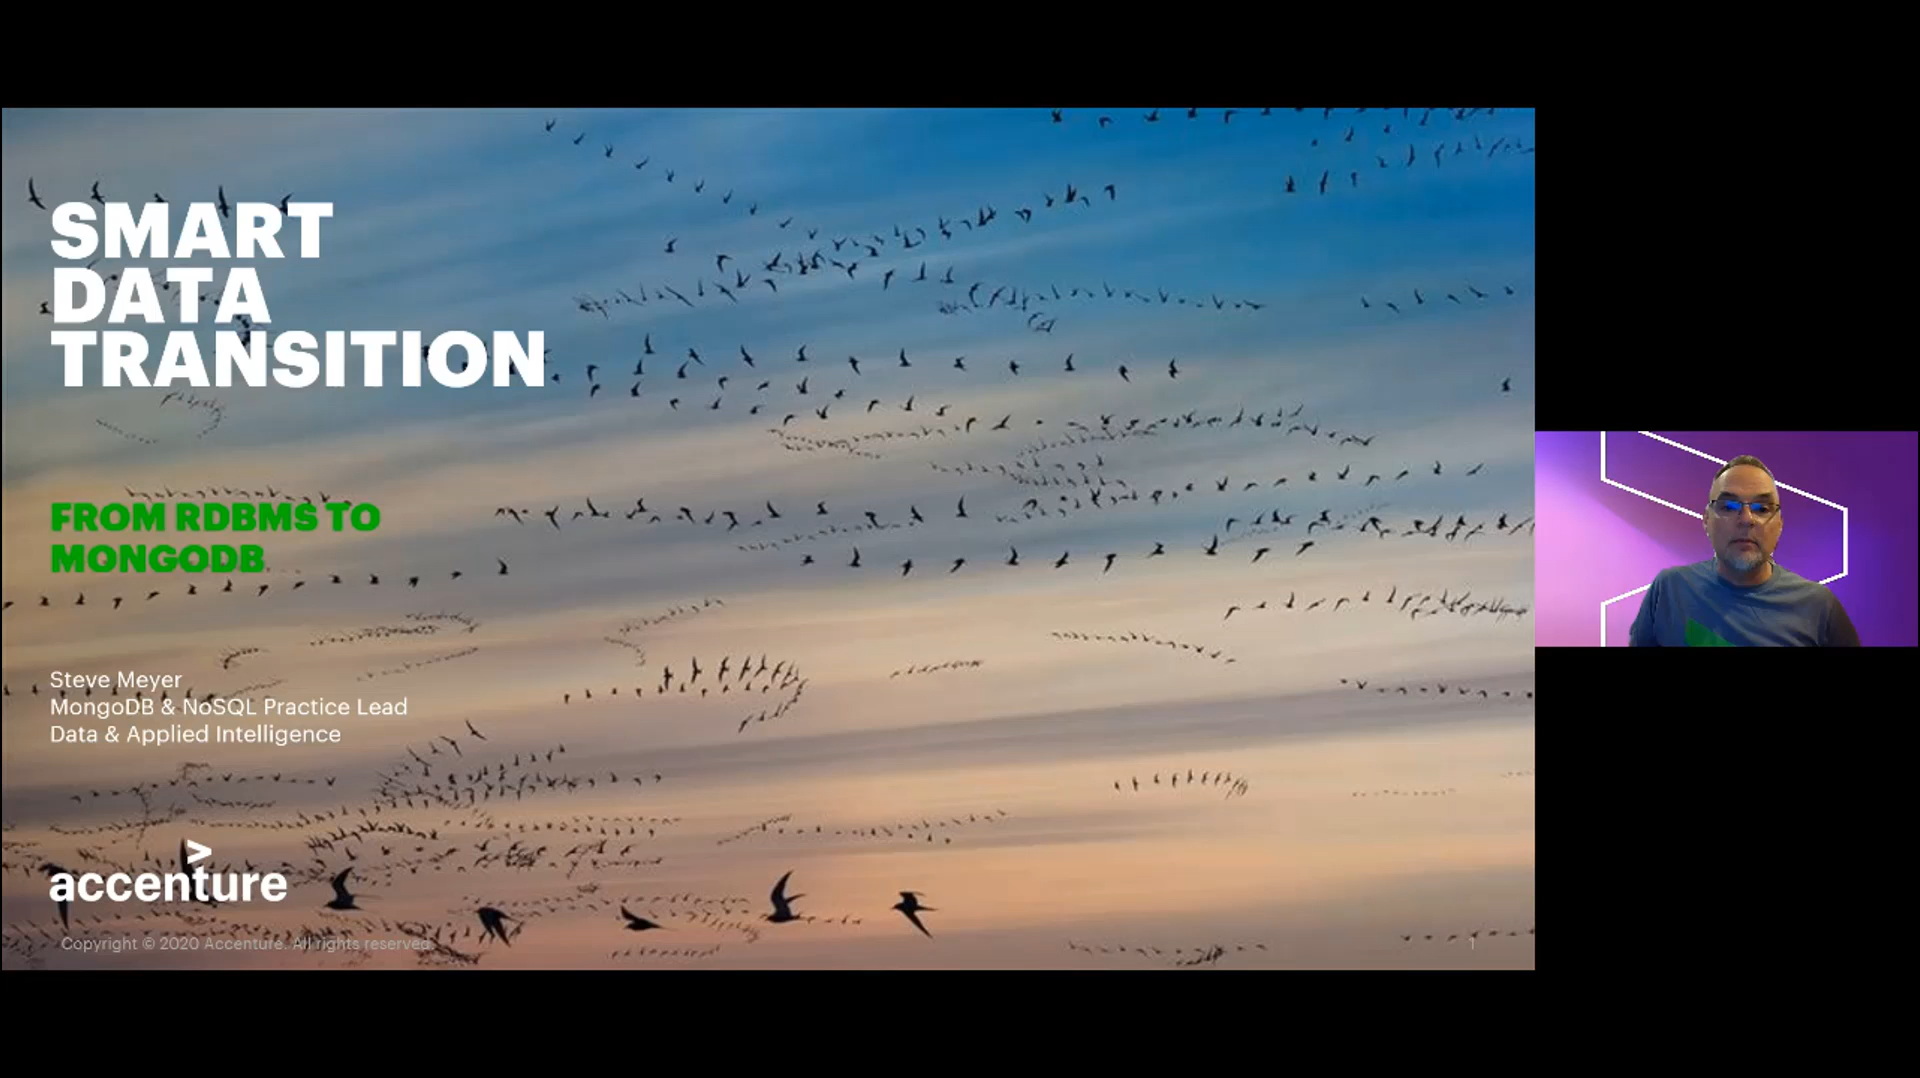 SMART
DATA
TRANSITION
FROM RDBMS TO
MONGODB
Steve Meyer
MongoDB & NoSQL Practice Lead
Data & Applied Intelligence
>
accenture
Copyright © 2020 Accenture. All rights reserved.
1